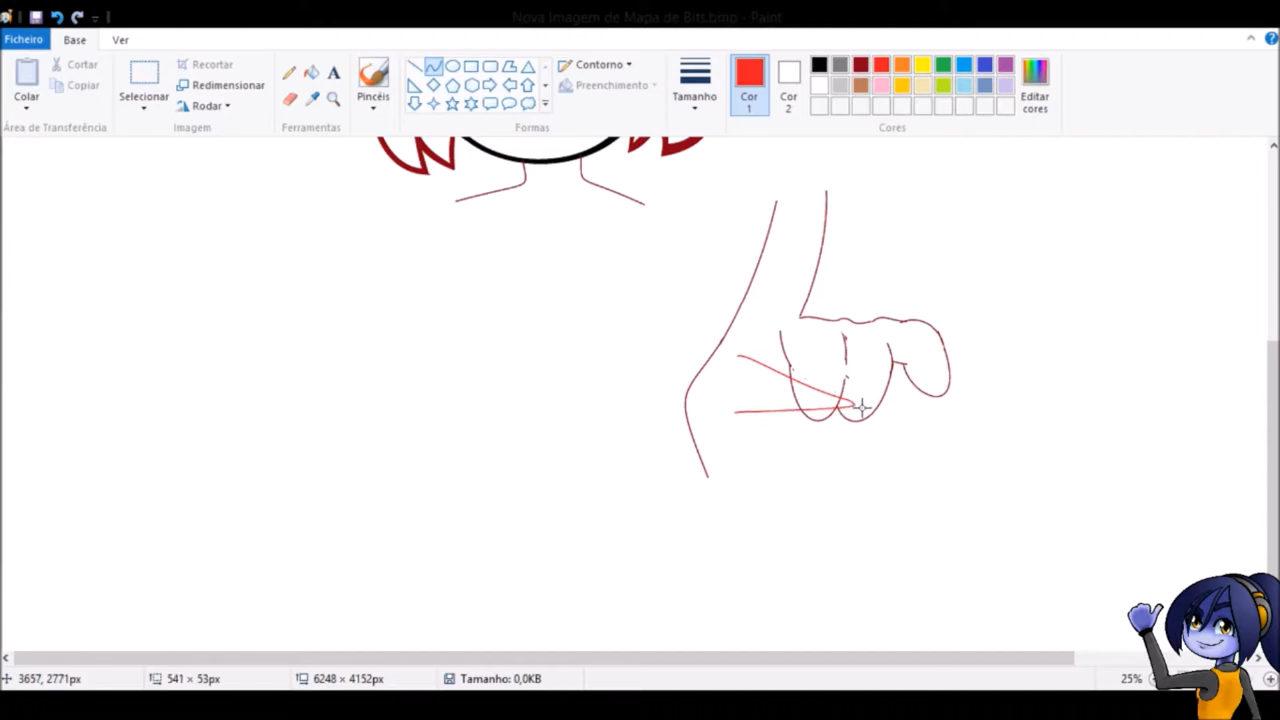 Nova Imagem de Mapa de Bits.bmp - Paint
Ficheiro Base Ver
Colar
Cortar
Copiar
Área de Transferência
Selecionar
Recortar
Redimensionar
Rodar
Imagem
A
Ferramentas
Pincéis
Contorno
Preenchimento
Formas
Tamanho
Cor
1
Cor
2
Editar
cores
Cores
3657, 2771px 541 × 53px 6248 × 4152px Tamanho: 0,0KB 25%